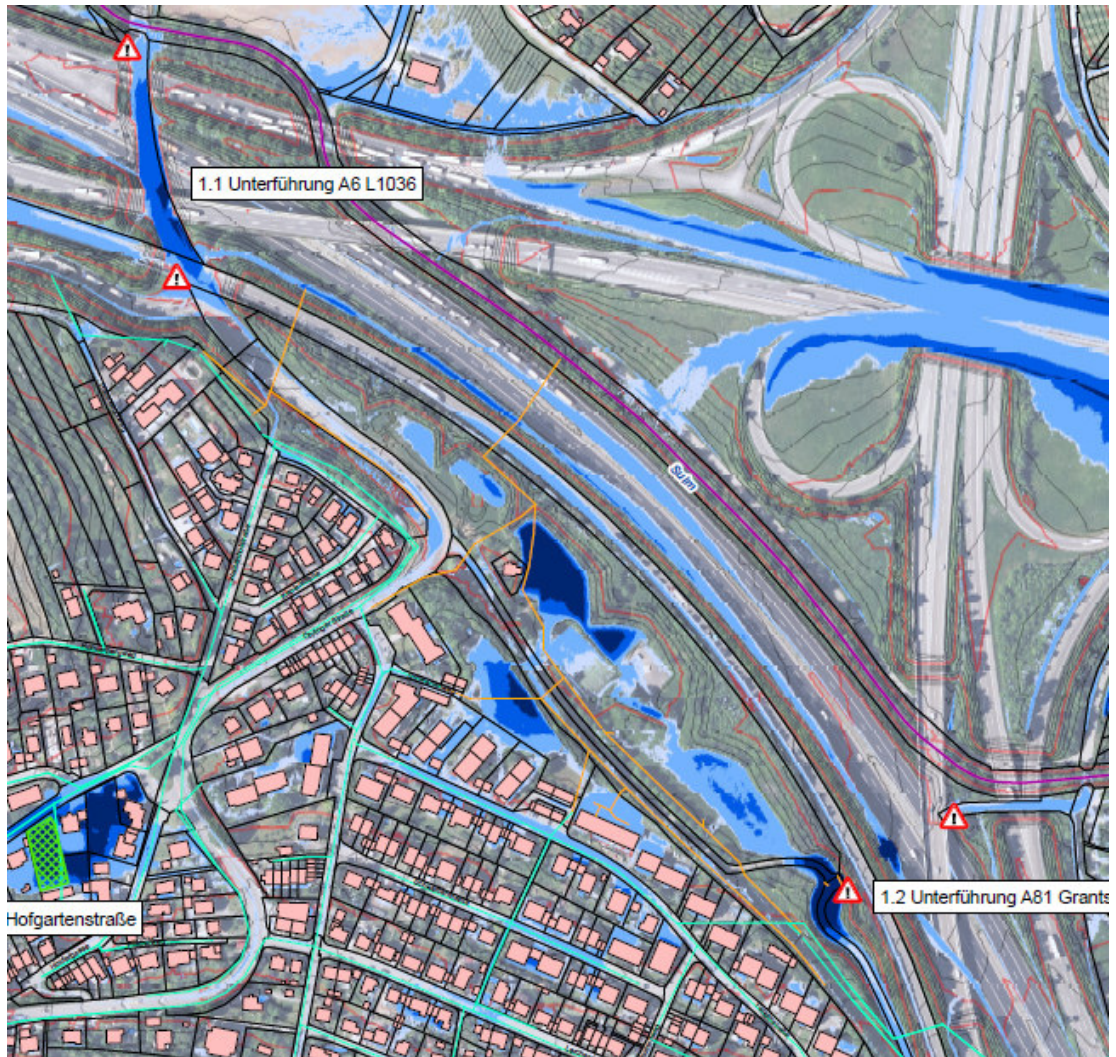 1.1 Unterführung A6 L1036
Sulm
1.2 Unterführung A81 Grants
Hofgartenstraße